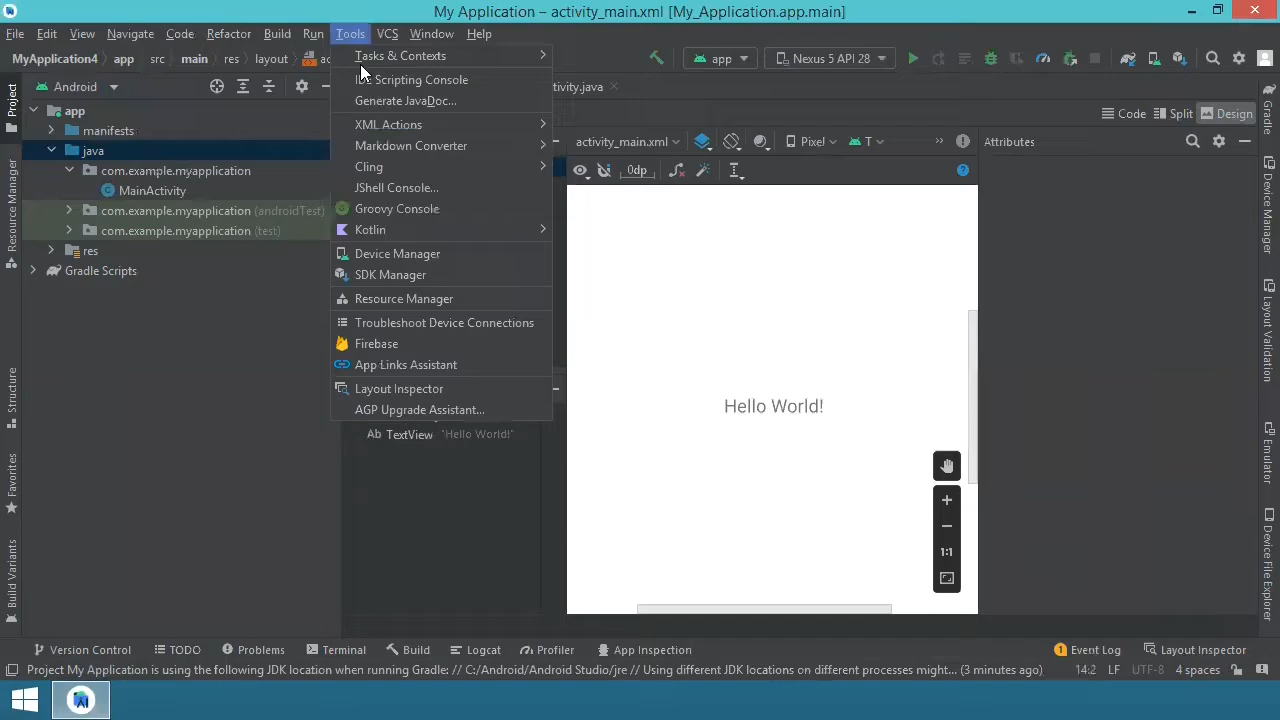 My Application – activity_main.xml [My_Application.app.main]
File Edit View Navigate Code Refactor Build Run Tools VCS Window Help
MyApplication4 app src main layout
app Nexus 5 API 28
Tasks & Contexts
IDE Scripting Console
Generate JavaDoc...
XML Actions
Markdown Converter
Cling
JShell Console...
Groovy Console
Kotlin
Device Manager
SDK Manager
Resource Manager
Troubleshoot Device Connections
Firebase
App Links Assistant
Layout Inspector
AGP Upgrade Assistant...
Android
app
manifests
java
com.example.myapplication
MainActivity
com.example.myapplication (androidTest)
com.example.myapplication (test)
res
Gradle Scripts
Code Split Design
activity_main.xml Pixel T » Attributes
0dp
Hello World!
1:1
Ab TextView "Hello World!"
Project
Resource Manager
Structure
Favorites
Build Variants
Gradle
Device Manager
Layout Validation
Emulator
Device File Explorer
Version Control TODO Problems Terminal Build Logcat Profiler App Inspection 1 Event Log Layout Inspector
Project My Application is using the following JDK location when running Gradle: // C:/Android/Android Studio/jre // Using different JDK locations on different processes might... (3 minutes ago) 14:2 LF UTF-8 4 spaces